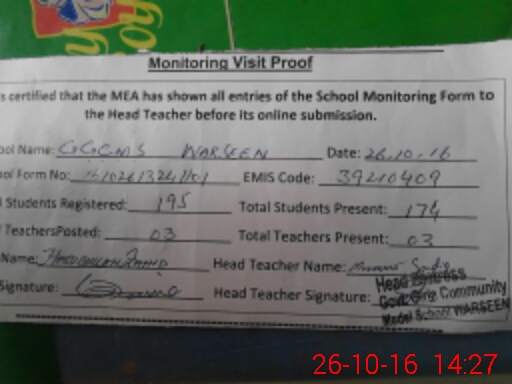 Monitoring Visit Proof
s certified that the MEA has shown all entries of the School Monitoring Form to
the Head Teacher before its online submission.
ool Name: GGCMS WARSEEN Date: 26.10-16
ool Form No: EMIS Code: 39210409
Students Registered: 195 Total Students Present: 174
TeachersPosted: 03 Total Teachers Present: 03
Name: Head Teacher Name:
Signature: Head Teacher Signature:
Head
Govt. Community
Model School WARSEEN
26-10-16 14:27